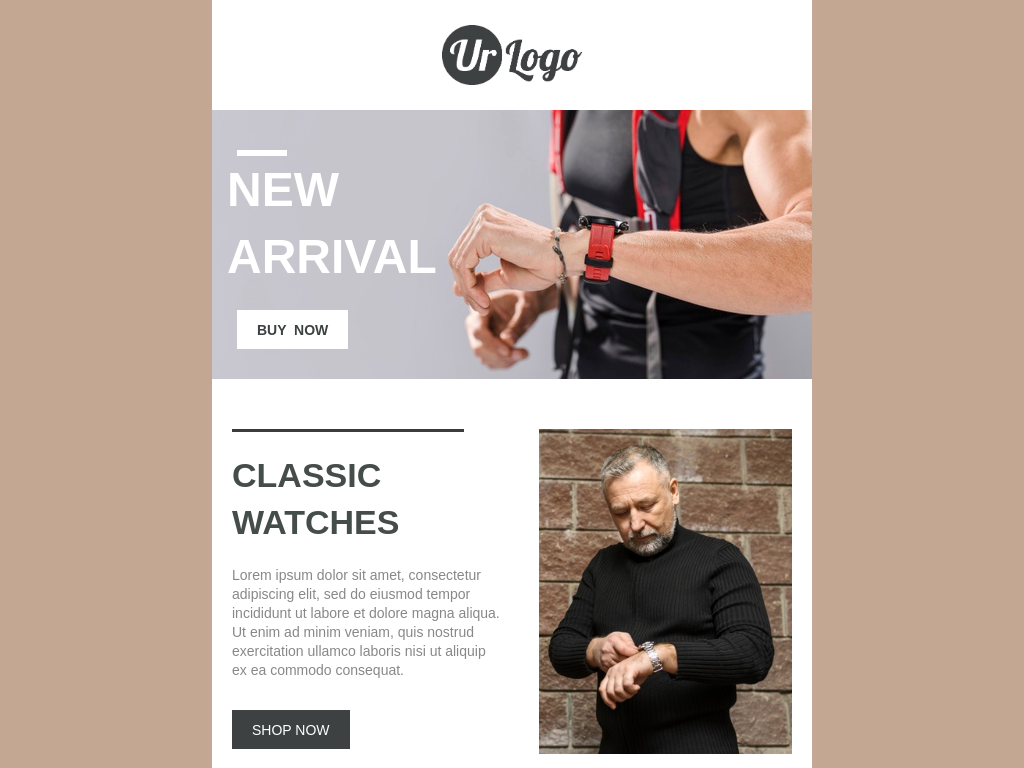 Ur Logo
NEW
ARRIVAL
BUY NOW
CLASSIC
WATCHES
Lorem ipsum dolor sit amet, consectetur
adipiscing elit, sed do eiusmod tempor
incididunt ut labore et dolore magna aliqua.
Ut enim ad minim veniam, quis nostrud
exercitation ullamco laboris nisi ut aliquip
ex ea commodo consequat.
SHOP NOW